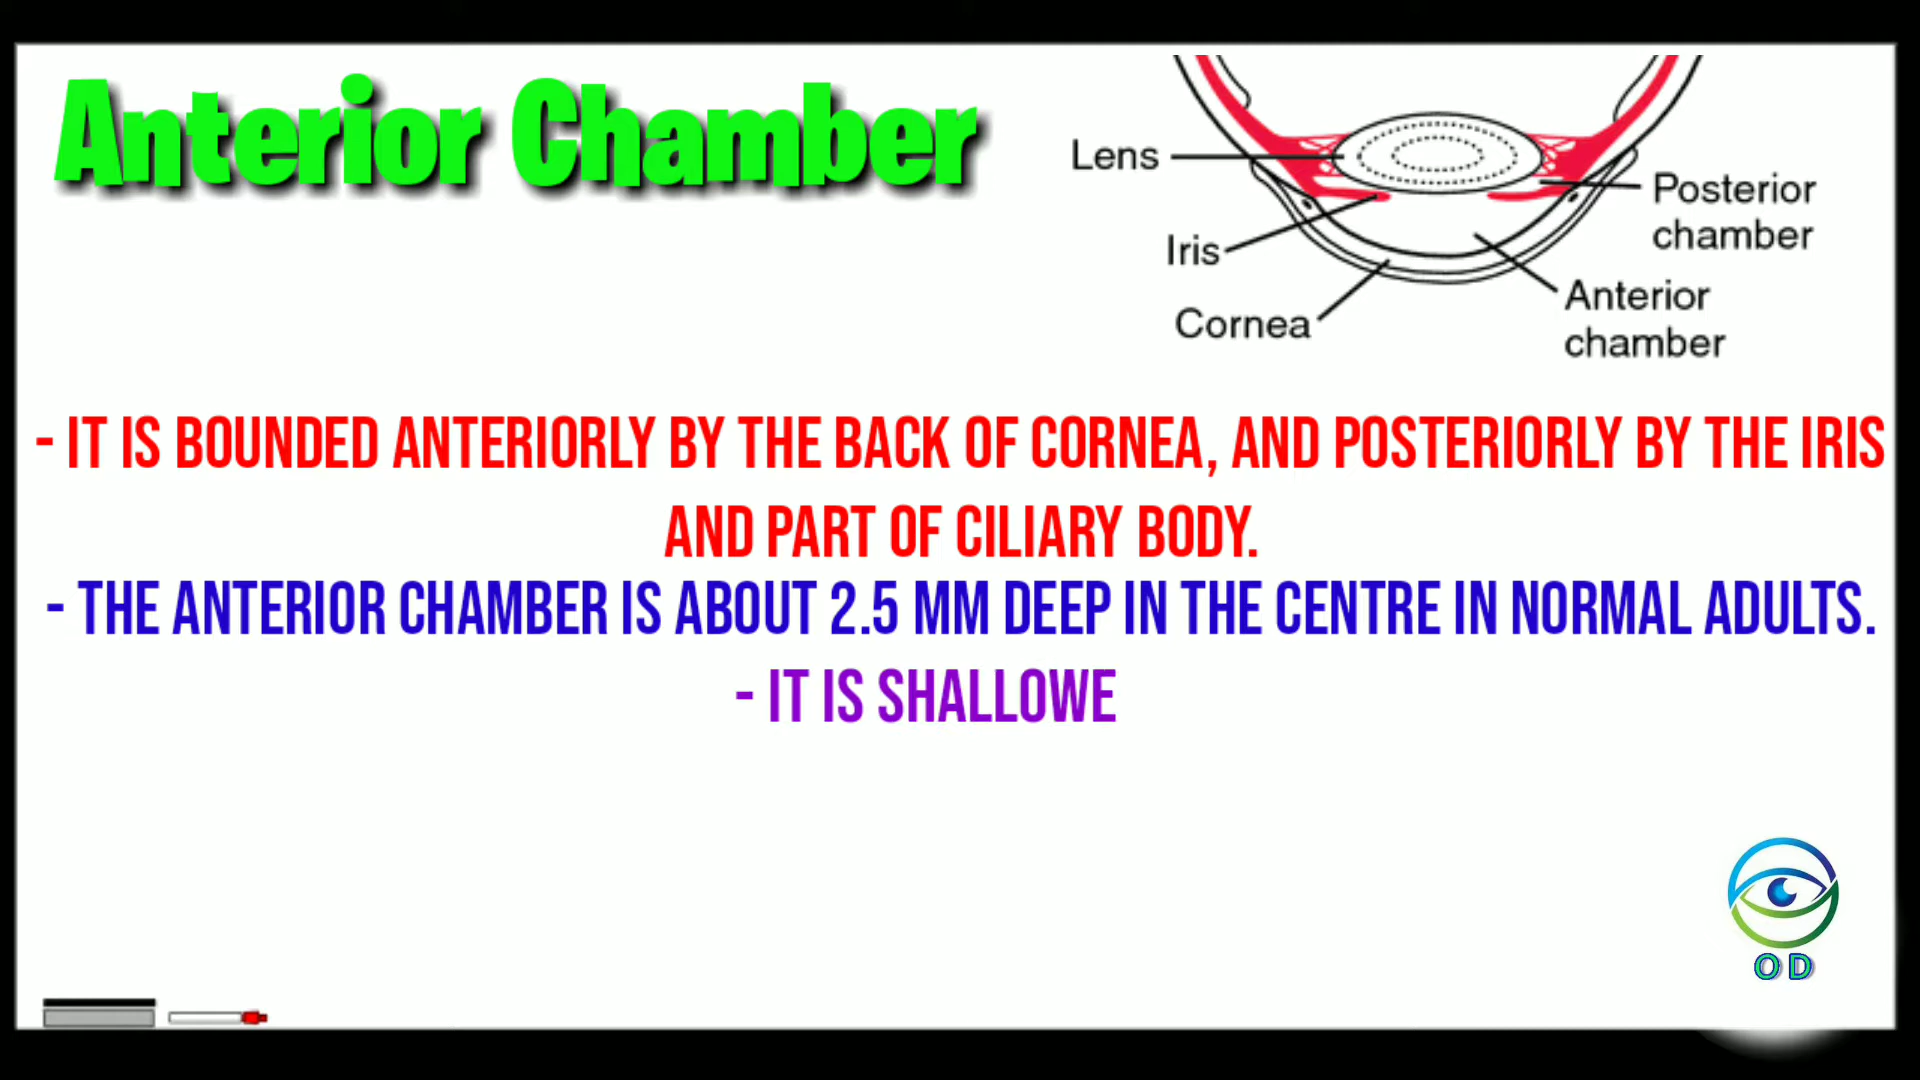 Anterior Chamber
Lens
Iris
Cornea
Posterior
chamber
Anterior
chamber
- IT IS BOUNDED ANTERIORLY BY THE BACK OF CORNEA, AND POSTERIORLY BY THE IRIS
AND PART OF CILIARY BODY.
- THE ANTERIOR CHAMBER IS ABOUT 2.5 MM DEEP IN THE CENTRE IN NORMAL ADULTS.
- IT IS SHALLOWE
O D